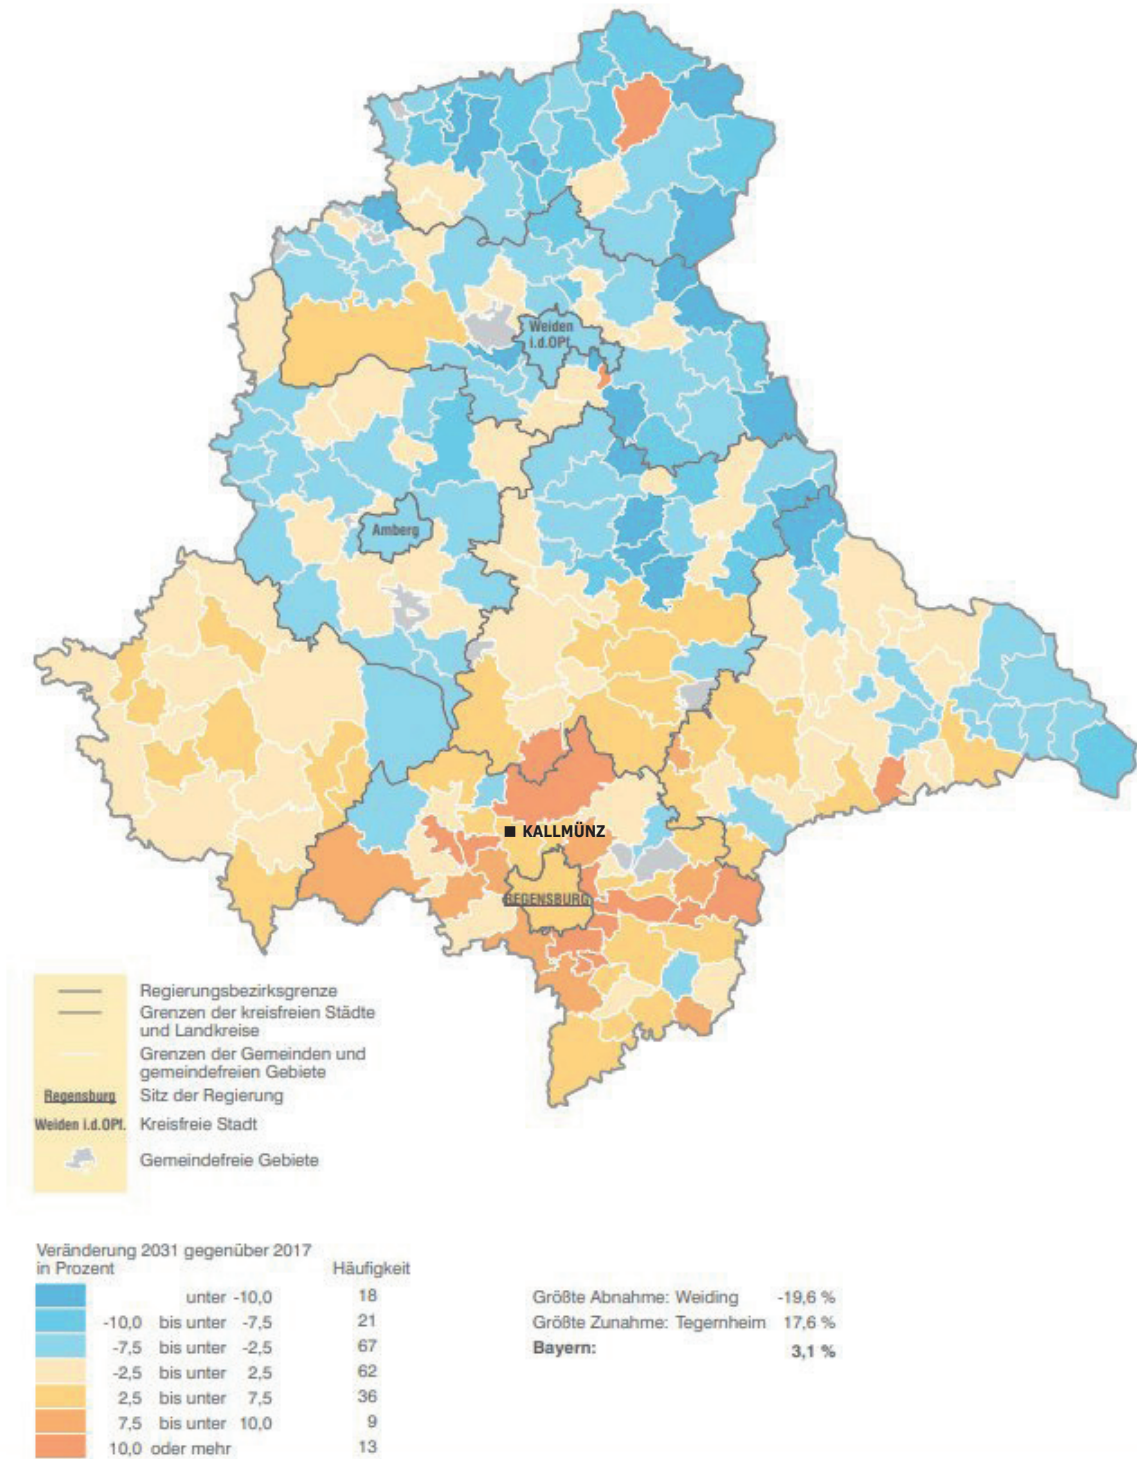 Weiden
i.d.OPf.
Amberg
KALLMÜNZ
REGENSBURG
Regierungsbezirksgrenze
Grenzen der kreisfreien Städte
und Landkreise
Grenzen der Gemeinden und
gemeindefreien Gebiete
Regensburg Sitz der Regierung
Weiden i.d.OPf. Kreisfreie Stadt
Gemeindefreie Gebiete
Veränderung 2031 gegenüber 2017
in Prozent Häufigkeit
unter -10,0 18
-10,0 bis unter -7,5 21
-7,5 bis unter -2,5 67
-2,5 bis unter 2,5 62
2,5 bis unter 7,5 36
7,5 bis unter 10,0 9
10,0 oder mehr 13
Größte Abnahme: Weiding -19,6 %
Größte Zunahme: Tegernheim 17,6 %
Bayern: 3,1 %